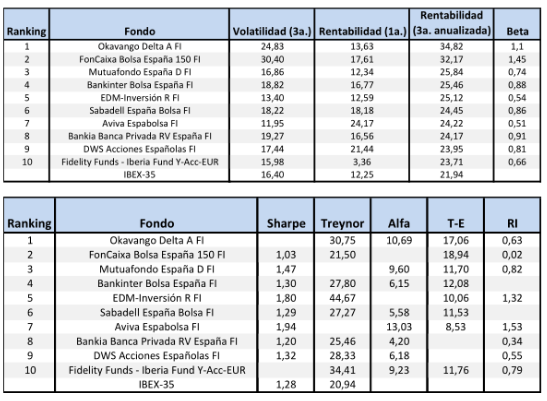 Ranking Fondo Volatilidad (3a.) Rentabilidad (1a.) Rentabilidad (3a. anualizada) Beta
1 Okavango Delta A FI 24,83 13,63 34,82 1,1
2 FonCaixa Bolsa España 150 FI 30,40 17,61 32,17 1,45
3 Mutuafondo España D FI 16,86 12,34 25,84 0,74
4 Bankinter Bolsa España FI 18,82 16,77 25,46 0,88
5 EDM-Inversión R FI 13,40 12,59 25,12 0,54
6 Sabadell España Bolsa FI 18,22 18,18 24,45 0,86
7 Aviva Espabolsa FI 11,95 24,17 24,22 0,51
8 Bankia Banca Privada RV España FI 19,27 16,56 24,17 0,91
9 DWS Acciones Españolas FI 17,44 21,44 23,95 0,81
10 Fidelity Funds - Iberia Fund Y-Acc-EUR 15,98 3,36 23,71 0,66
IBEX-35 16,40 12,25 21,94
Ranking Fondo Sharpe Treynor Alfa T-E RI
1 Okavango Delta A FI 30,75 10,69 17,06 0,63
2 FonCaixa Bolsa España 150 FI 1,03 21,50 18,94 0,02
3 Mutuafondo España D FI 1,47 9,60 11,70 0,82
4 Bankinter Bolsa España FI 1,30 27,80 6,15 12,08
5 EDM-Inversión R FI 1,80 44,67 10,06 1,32
6 Sabadell España Bolsa FI 1,29 27,27 5,58 11,53
7 Aviva Espabolsa FI 1,94 13,03 8,53 1,53
8 Bankia Banca Privada RV España FI 1,20 25,46 4,20 0,34
9 DWS Acciones Españolas FI 1,32 28,33 6,18 0,55
10 Fidelity Funds - Iberia Fund Y-Acc-EUR 34,41 9,23 11,76 0,79
IBEX-35 1,28 20,94